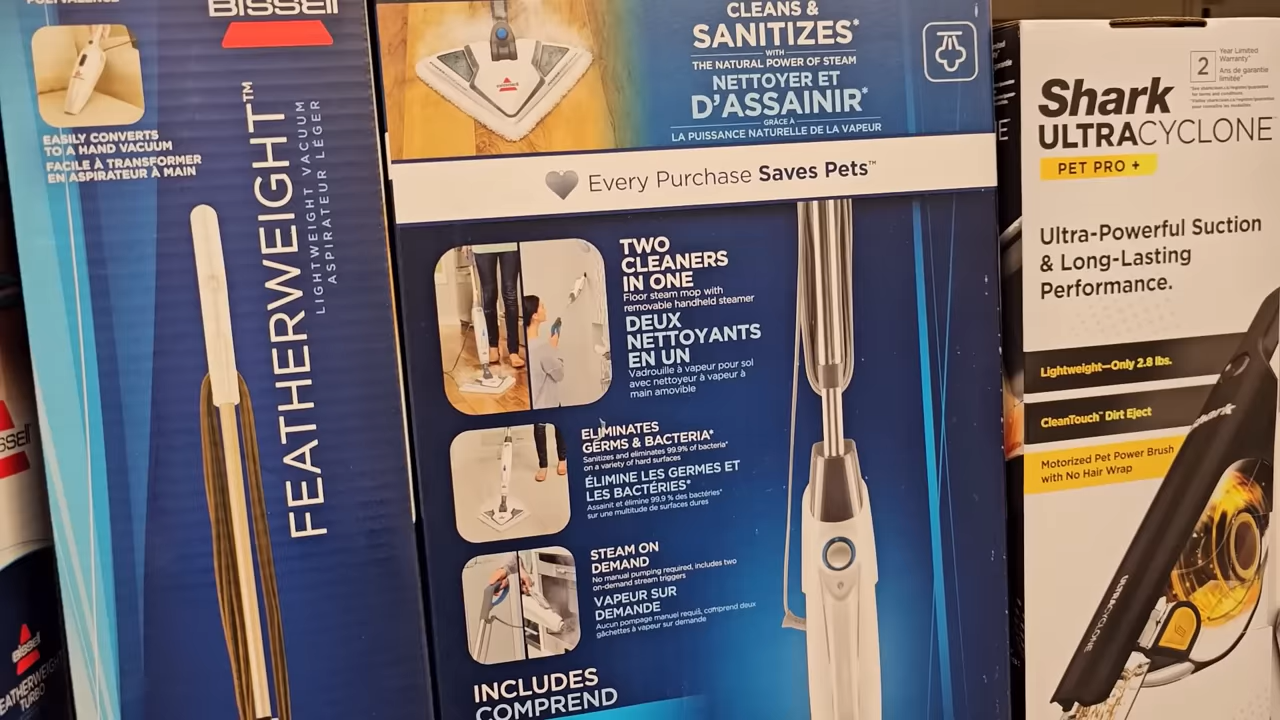 BISSELL
EASILY CONVERTS
TO A HAND VACUUM
FACILE À TRANSFORMER
EN ASPIRATEUR À MAIN
FEATHERWEIGHT™
LIGHTWEIGHT VACUUM
ASPIRATEUR LÉGER
BISSELL
TURBO
CLEANS &
SANITIZES*
WITH
THE NATURAL POWER OF STEAM
NETTOYER ET
D'ASSAINIR*
GRÂCE À
LA PUISSANCE NATURELLE DE LA VAPEUR
Every Purchase Saves Pets™
TWO
CLEANERS
IN ONE
Floor steam mop with
removable handheld steamer
DEUX
NETTOYANTS
EN UN
Vadrouille à vapeur pour sol
avec nettoyeur à vapeur à
main amovible
ELIMINATES
GERMS & BACTERIA*
Sanitizes and eliminates 99.9% of bacteria*
on a variety of hard surfaces
ÉLIMINE LES GERMES ET
LES BACTÉRIES*
Assainit et élimine 99,9 % des bactéries*
sur une multitude de surfaces dures
STEAM ON
DEMAND
No manual pumping required, includes two
on-demand stream triggers
VAPEUR SUR
DEMANDE
Aucun pompage manuel requis, comprend deux
gâchettes à vapeur sur demande
INCLUDES
COMPREND
2
Year Limited
Warranty*
Ans de garantie
limitée*
Shark
ULTRACYCLONE
PET PRO +
Ultra-Powerful Suction
& Long-Lasting
Performance.
Lightweight—Only 2.8 lbs.
CleanTouch™ Dirt Eject
Motorized Pet Power Brush
with No Hair Wrap
Shark
ULTRACYCLONE